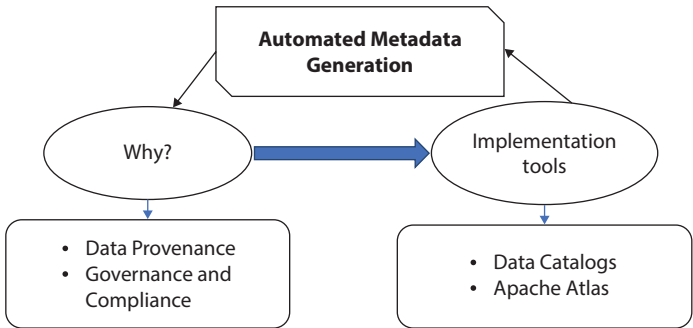 Automated Metadata
Generation
Why?
Implementation
tools
• Data Provenance
• Governance and
Compliance
• Data Catalogs
• Apache Atlas